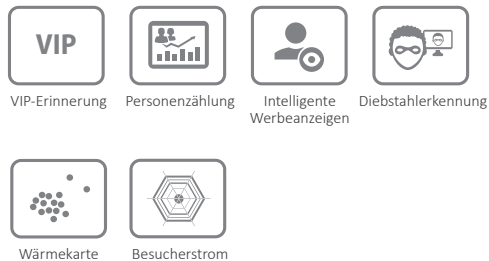 VIP
VIP-Erinnerung
Personenzählung
Intelligente
Werbeanzeigen
Diebstahlerkennung
Wärmekarte
Besucherstrom